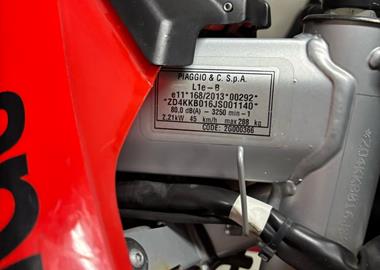 PIAGGIO & C. S.p.A.
L1e-B
e11*168/2013*00292*
*ZD4KKB016JS001140*
80.0 dB(A) - 3250 min-1
2.21kW 45 km/h max 288 kg
CODE: 2G000366